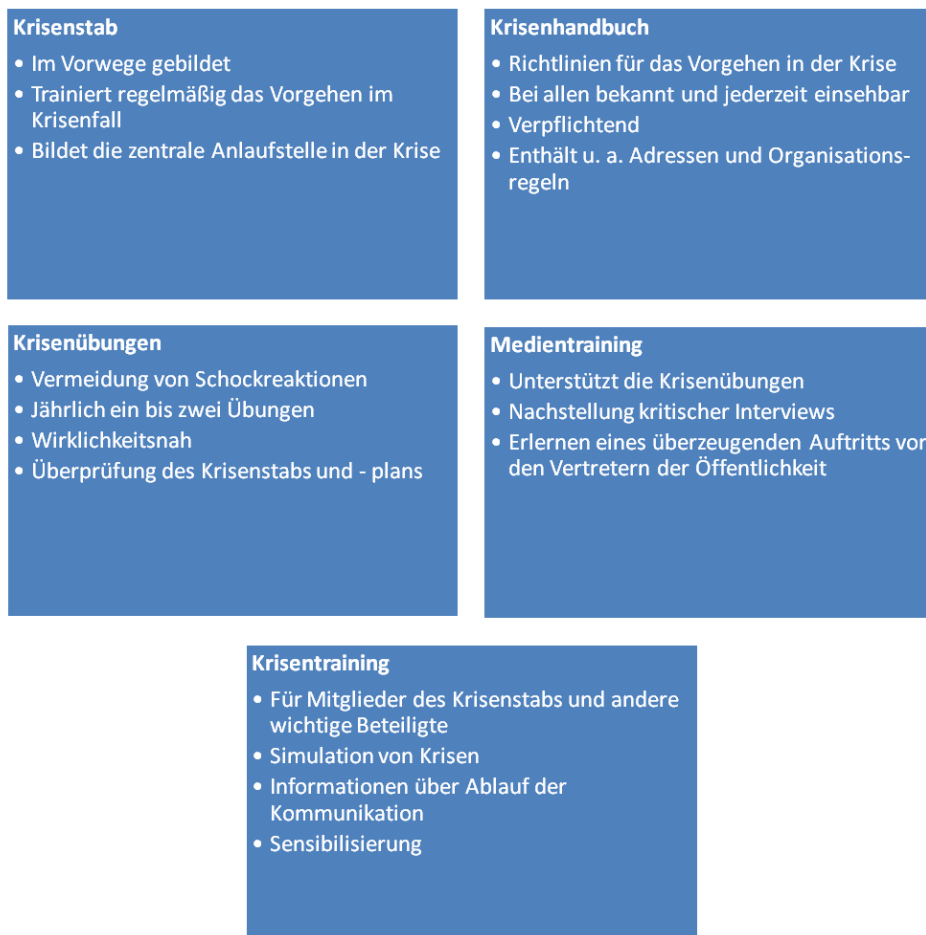 Krisenstab
• Im Vorwege gebildet
• Trainiert regelmäßig das Vorgehen im
Krisenfall
• Bildet die zentrale Anlaufstelle in der Krise
Krisenhandbuch
• Richtlinien für das Vorgehen in der Krise
• Bei allen bekannt und jederzeit einsehbar
• Verpflichtend
• Enthält u. a. Adressen und Organisations-
regeln
Krisenübungen
• Vermeidung von Schockreaktionen
• Jährlich ein bis zwei Übungen
• Wirklichkeitsnah
• Überprüfung des Krisenstabs und - plans
Medientraining
• Unterstützt die Krisenübungen
• Nachstellung kritischer Interviews
• Erlernen eines überzeugenden Auftritts vor
den Vertretern der Öffentlichkeit
Krisentraining
• Für Mitglieder des Krisenstabs und andere
wichtige Beteiligte
• Simulation von Krisen
• Informationen über Ablauf der
Kommunikation
• Sensibilisierung